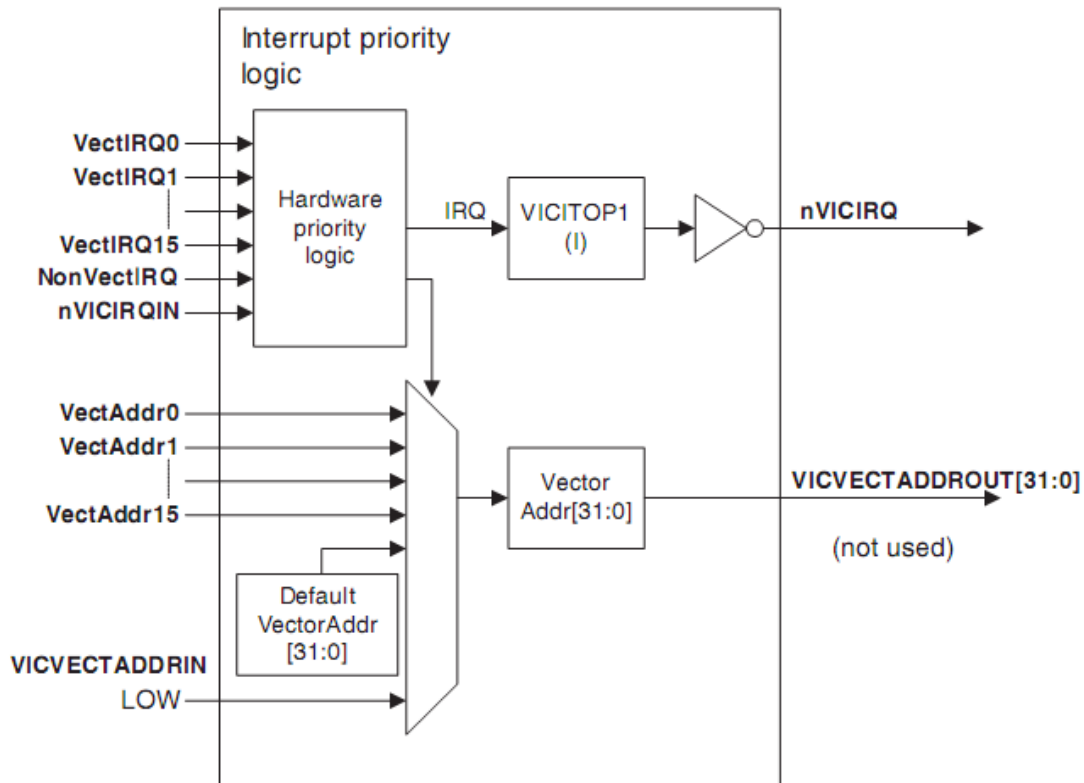 Interrupt priority
logic
VectIRQ0
VectIRQ1
VectIRQ15
NonVectIRQ
nVICIRQIN
Hardware
priority
logic
IRQ
VICITOP1
(I)
nVICIRQ
VectAddr0
VectAddr1
VectAddr15
Default
VectorAddr
[31:0]
VICVECTADDRIN
LOW
Vector
Addr[31:0]
VICVECTADDROUT[31:0]
(not used)